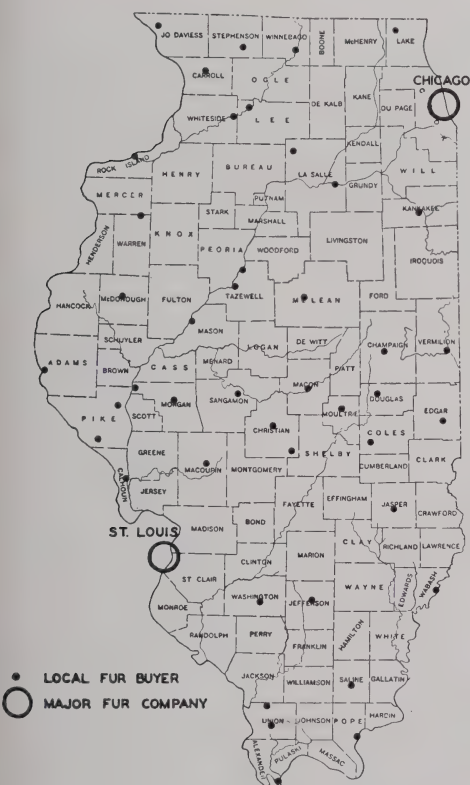 JO DAVIESS STEPHENSON WINNEBAGO BOONE McHENRY LAKE
CARROLL OGLE
CHICAGO
WHITESIDE LEE DE KALB KANE DU PAGE
KENDALL
ROCK ISLAND HENRY BUREAU LA SALLE GRUNDY WILL
MERCER PUTNAM KANKAKEE
STARK MARSHALL
HENDERSON WARREN KNOX PEORIA WOODFORD LIVINGSTON IROQUOIS
HANCOCK McDONOUGH FULTON TAZEWELL McLEAN FORD
MASON
SCHUYLER LOGAN DE WITT CHAMPAIGN VERMILION
ADAMS BROWN CASS MENARD PIATT
MACON
MORGAN SANGAMON DOUGLAS
PIKE SCOTT MOULTRIE EDGAR
CHRISTIAN COLES
GREENE SHELBY
MACOUPIN MONTGOMERY CUMBERLAND CLARK
CALHOUN JERSEY
FAYETTE EFFINGHAM JASPER
MADISON BOND CRAWFORD
ST. LOUIS CLAY RICHLAND LAWRENCE
CLINTON MARION
ST CLAIR WAYNE EDWARDS WABASH
WASHINGTON JEFFERSON
MONROE
RANDOLPH PERRY HAMILTON WHITE
FRANKLIN
JACKSON WILLIAMSON SALINE GALLATIN
UNION JOHNSON POPE HARDIN
ALEXANDER PULASKI MASSAC
LOCAL FUR BUYER
MAJOR FUR COMPANY